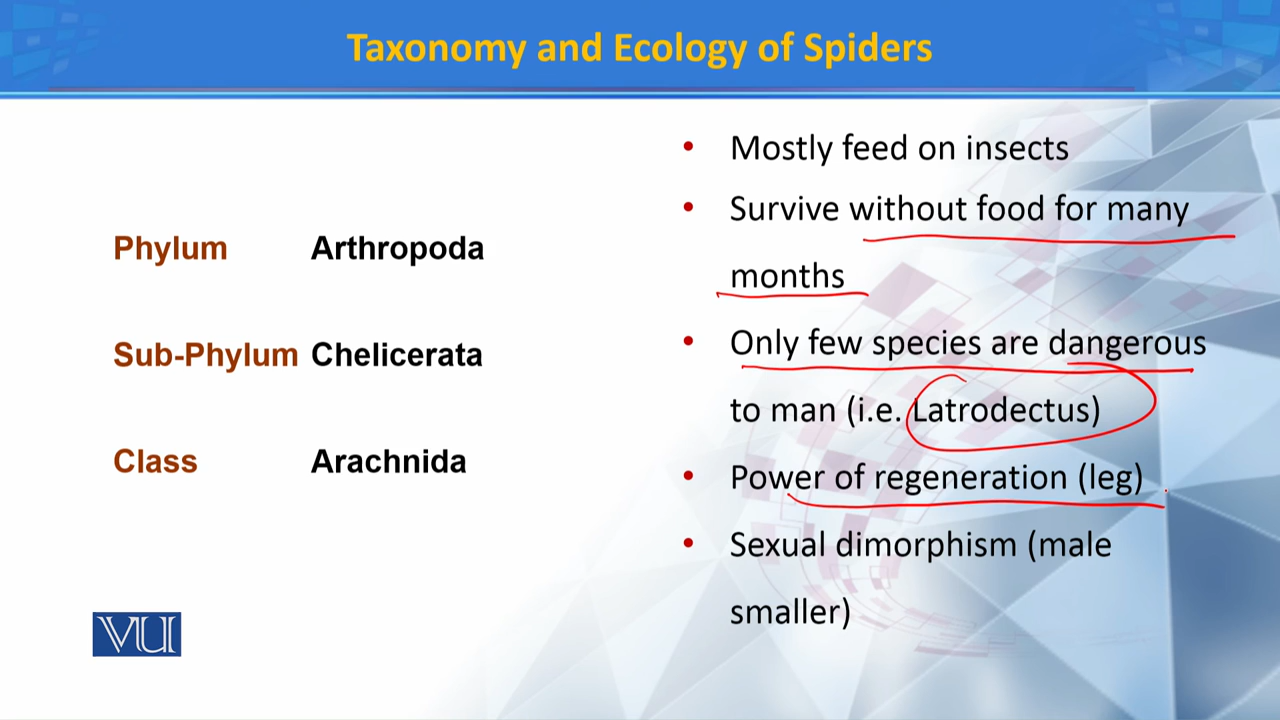 Taxonomy and Ecology of Spiders
Phylum Arthropoda
Sub-Phylum Chelicerata
Class Arachnida
• Mostly feed on insects
• Survive without food for many
months
• Only few species are dangerous
to man (i.e. Latrodectus)
• Power of regeneration (leg)
• Sexual dimorphism (male
smaller)
VU